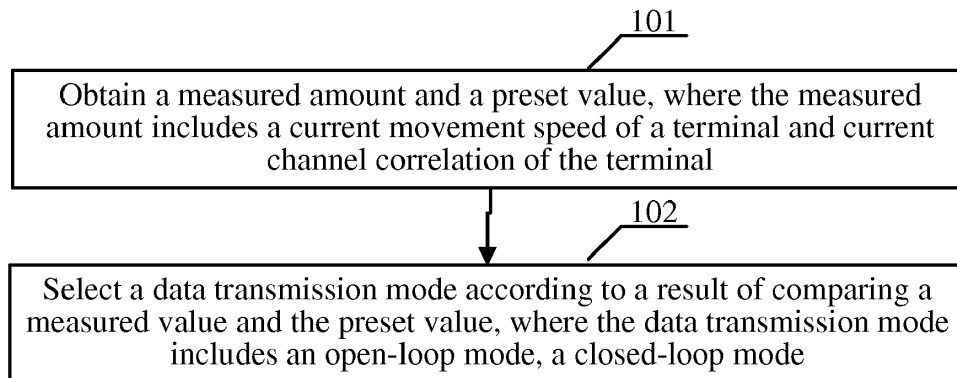 101
Obtain a measured amount and a preset value, where the measured
amount includes a current movement speed of a terminal and current
channel correlation of the terminal
102
Select a data transmission mode according to a result of comparing a
measured value and the preset value, where the data transmission mode
includes an open-loop mode, a closed-loop mode